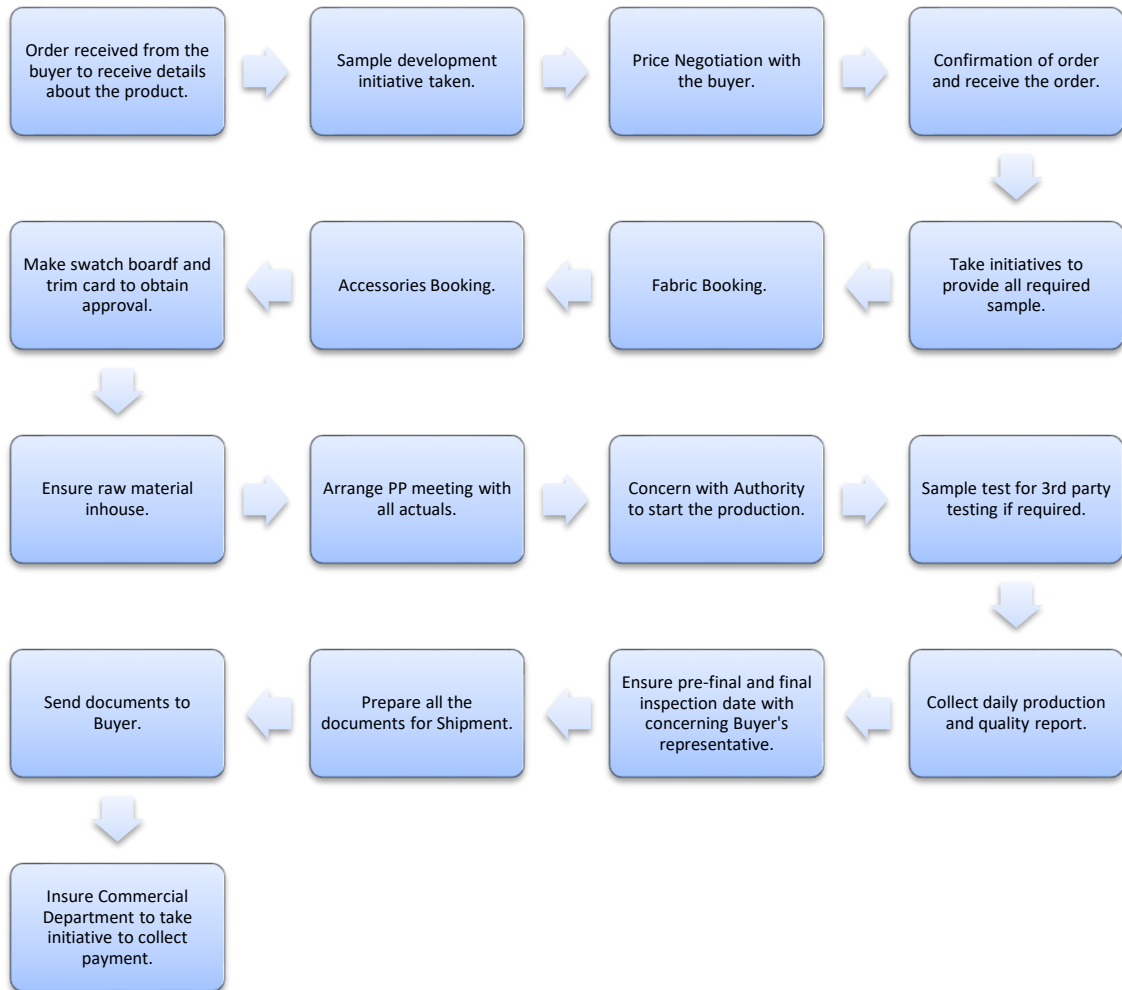 Order received from the
buyer to receive details
about the product.
Sample development
initiative taken.
Price Negotiation with
the buyer.
Confirmation of order
and receive the order.
Take initiatives to
provide all required
sample.
Fabric Booking.
Accessories Booking.
Make swatch boardf and
trim card to obtain
approval.
Ensure raw material
inhouse.
Arrange PP meeting with
all actuals.
Concern with Authority
to start the production.
Sample test for 3rd party
testing if required.
Collect daily production
and quality report.
Ensure pre-final and final
inspection date with
concerning Buyer's
representative.
Prepare all the
documents for Shipment.
Send documents to
Buyer.
Insure Commercial
Department to take
initiative to collect
payment.